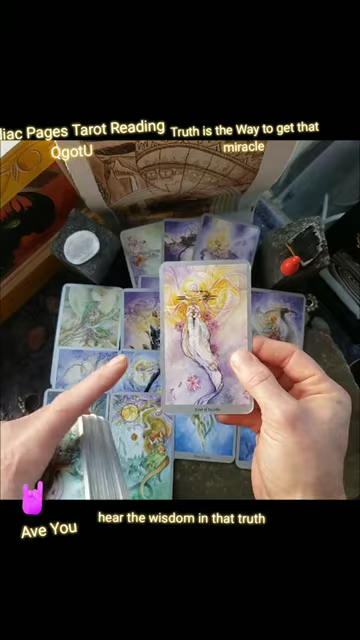 iac Pages Tarot Reading
QgotU
Truth is the Way to get that
miracle
Ave You
hear the wisdom in that truth